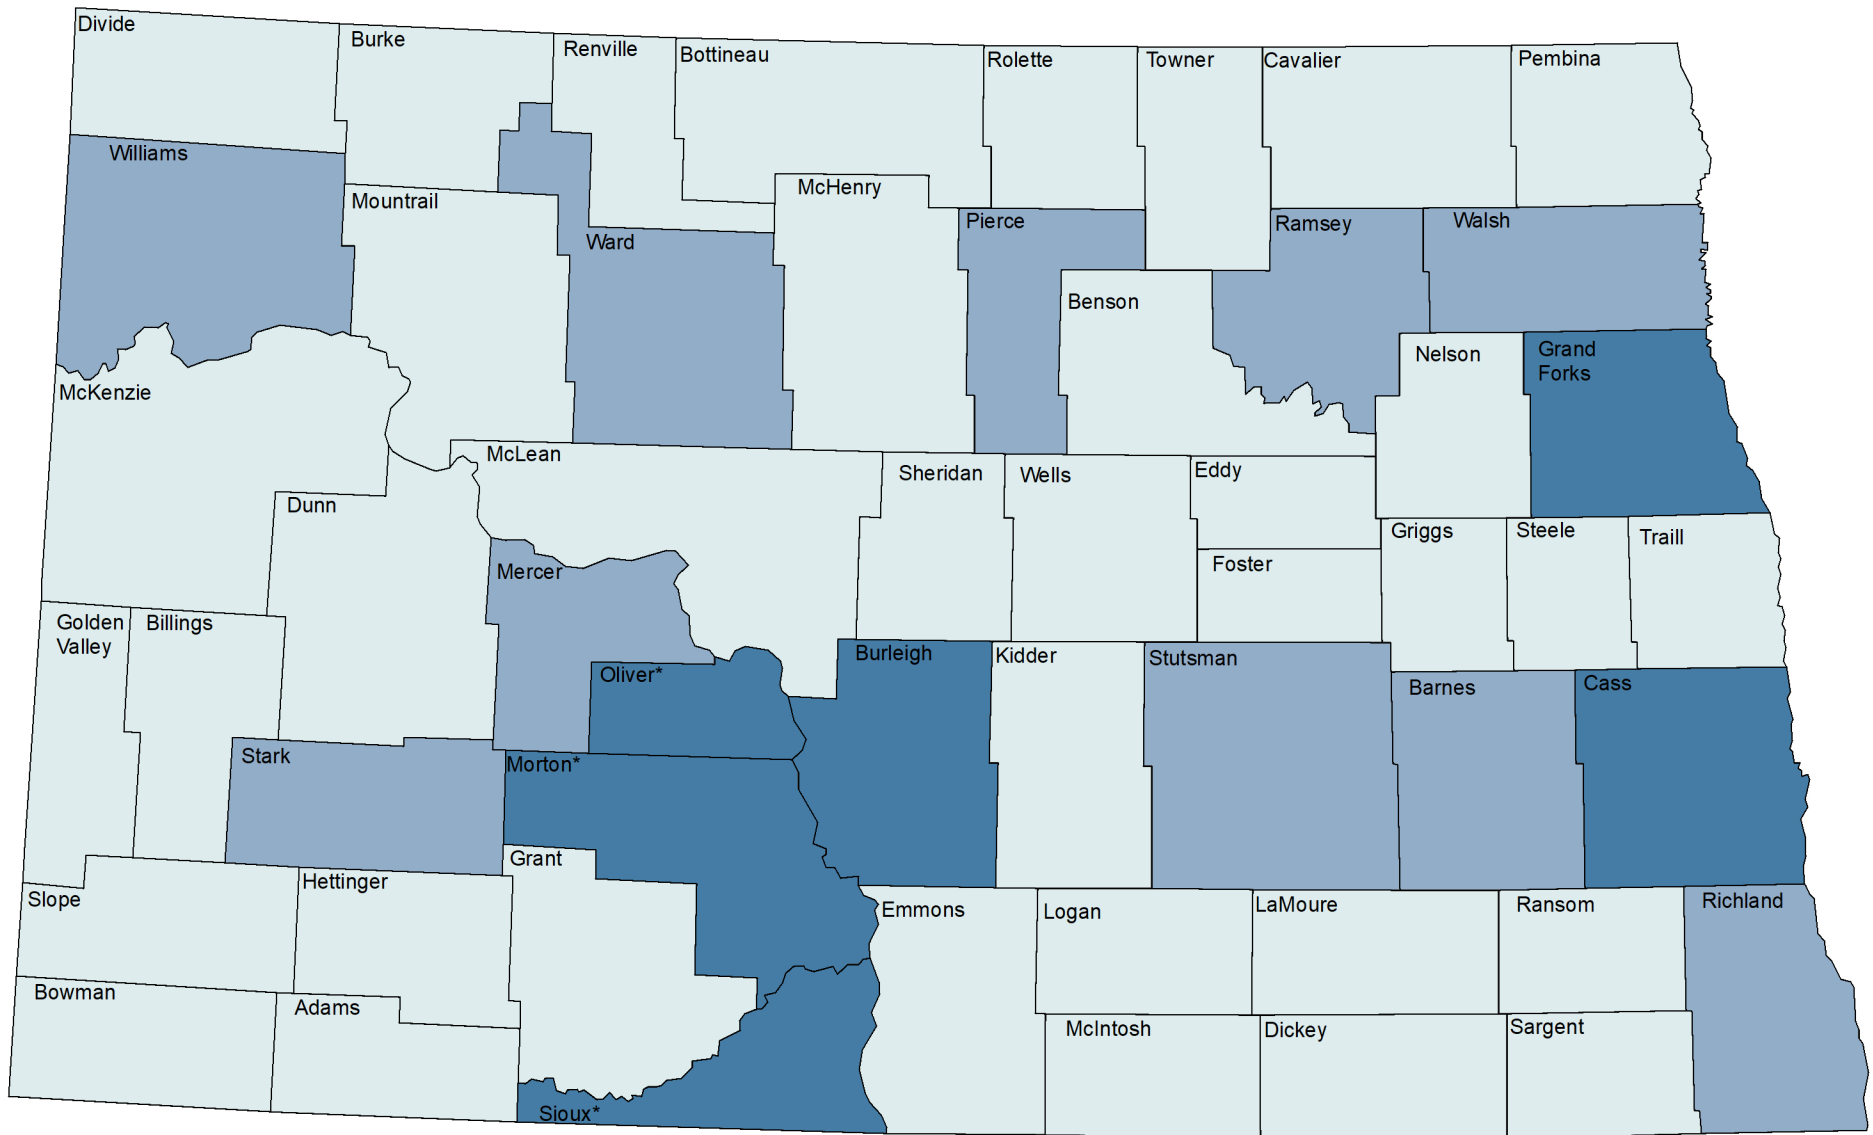 Divide
Burke
Renville
Bottineau
Rolette
Towner
Cavalier
Pembina
Williams
Mountrail
McHenry
Ward
Pierce
Ramsey
Walsh
Benson
Nelson
Grand
Forks
McKenzie
McLean
Sheridan
Wells
Eddy
Dunn
Griggs
Steele
Traill
Mercer
Foster
Golden
Valley
Billings
Oliver*
Burleigh
Kidder
Stutsman
Barnes
Cass
Stark
Morton*
Grant
Hettinger
Slope
Emmons
Logan
LaMoure
Ransom
Richland
Bowman
Adams
McIntosh
Dickey
Sargent
Sioux*